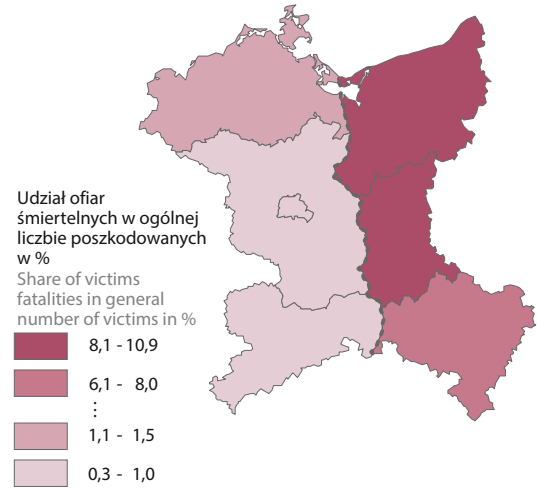 Udział ofiar
śmiertelnych w ogólnej
liczbie poszkodowanych
w %
Share of victims
fatalities in general
number of victims in %
8,1 - 10,9
6,1 - 8,0
⋮
1,1 - 1,5
0,3 - 1,0